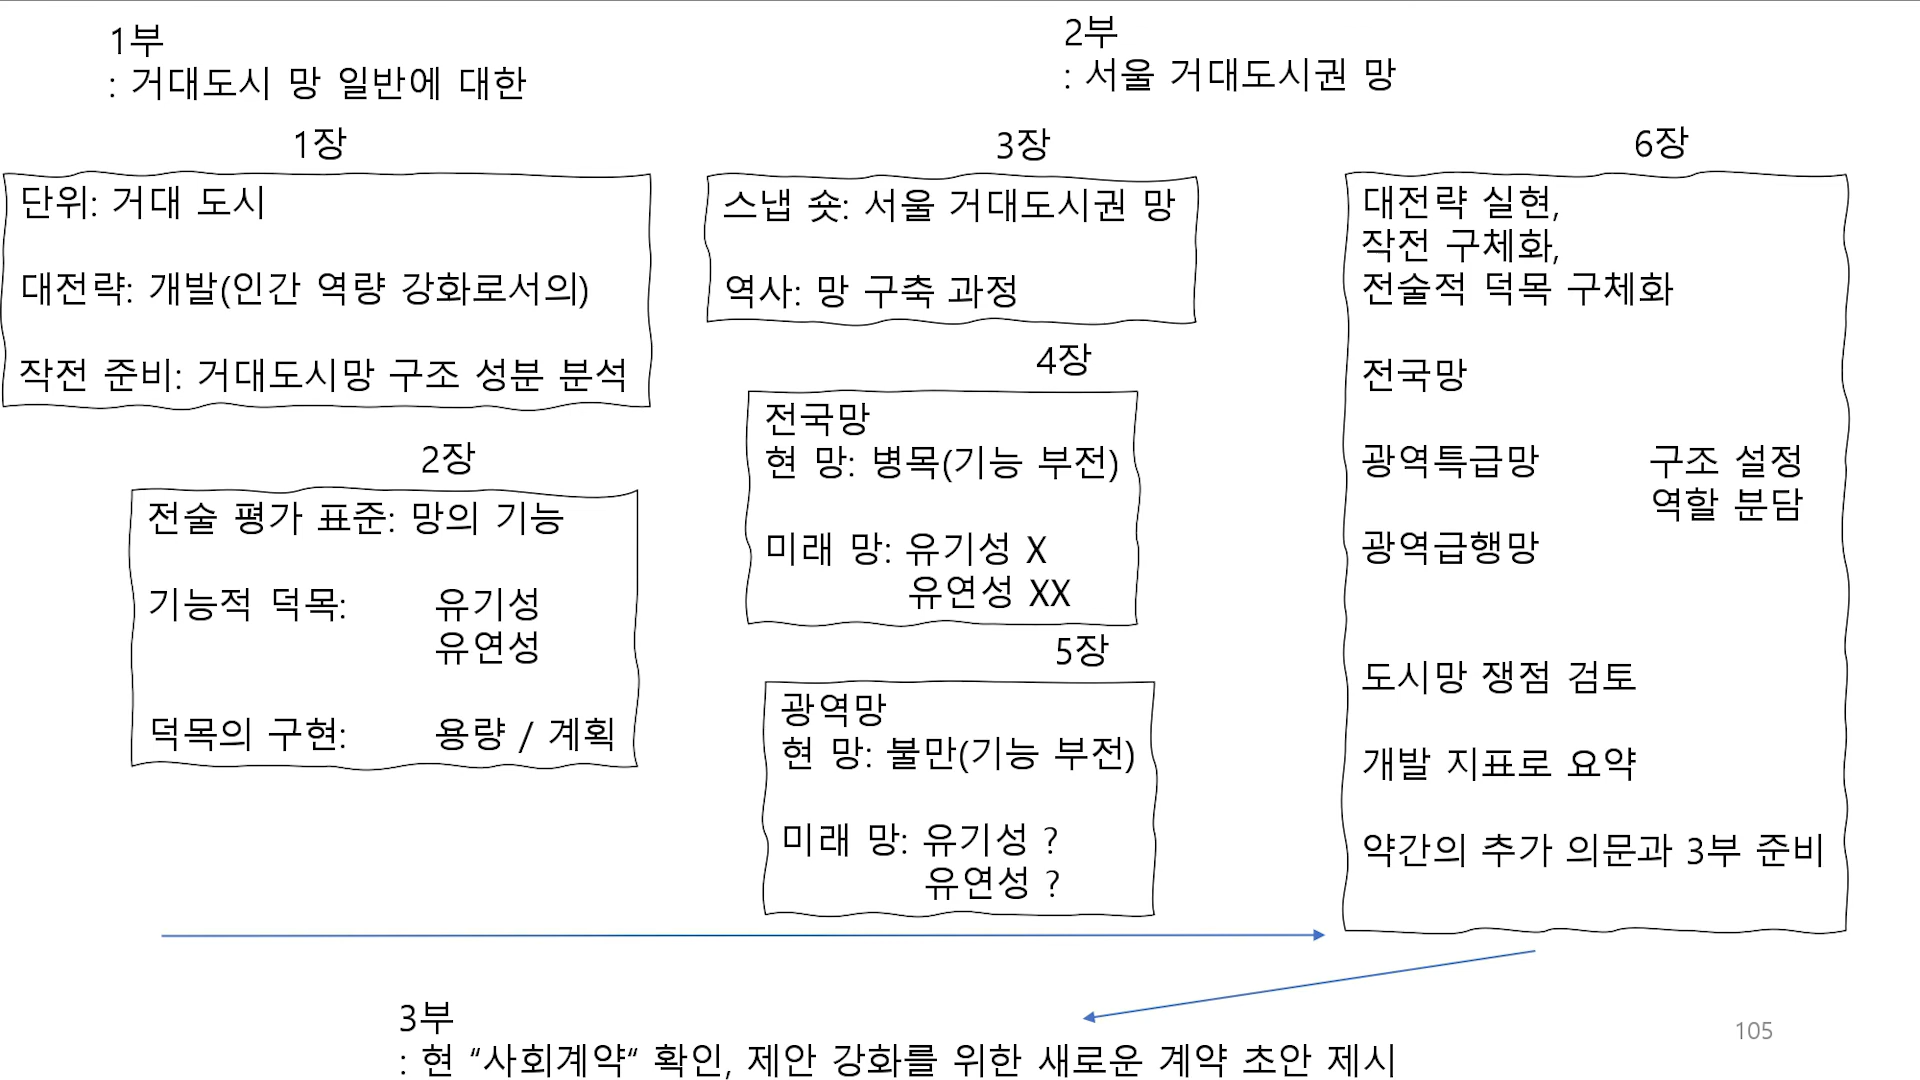 1부
: 거대도시 망 일반에 대한
1장
단위: 거대 도시
대전략: 개발(인간 역량 강화로서의)
작전 준비: 거대도시망 구조 성분 분석
2장
전술 평가 표준: 망의 기능
기능적 덕목: 유기성
유연성
덕목의 구현: 용량 / 계획
2부
: 서울 거대도시권 망
3장
스냅 숏: 서울 거대도시권 망
역사: 망 구축 과정
4장
전국망
현 망: 병목(기능 부전)
미래 망: 유기성 X
유연성 XX
5장
광역망
현 망: 불만(기능 부전)
미래 망: 유기성 ?
유연성 ?
6장
대전략 실현,
작전 구체화,
전술적 덕목 구체화
전국망
광역특급망 구조 설정
역할 분담
광역급행망
도시망 쟁점 검토
개발 지표로 요약
약간의 추가 의문과 3부 준비
3부
: 현 “사회계약“ 확인, 제안 강화를 위한 새로운 계약 초안 제시
105